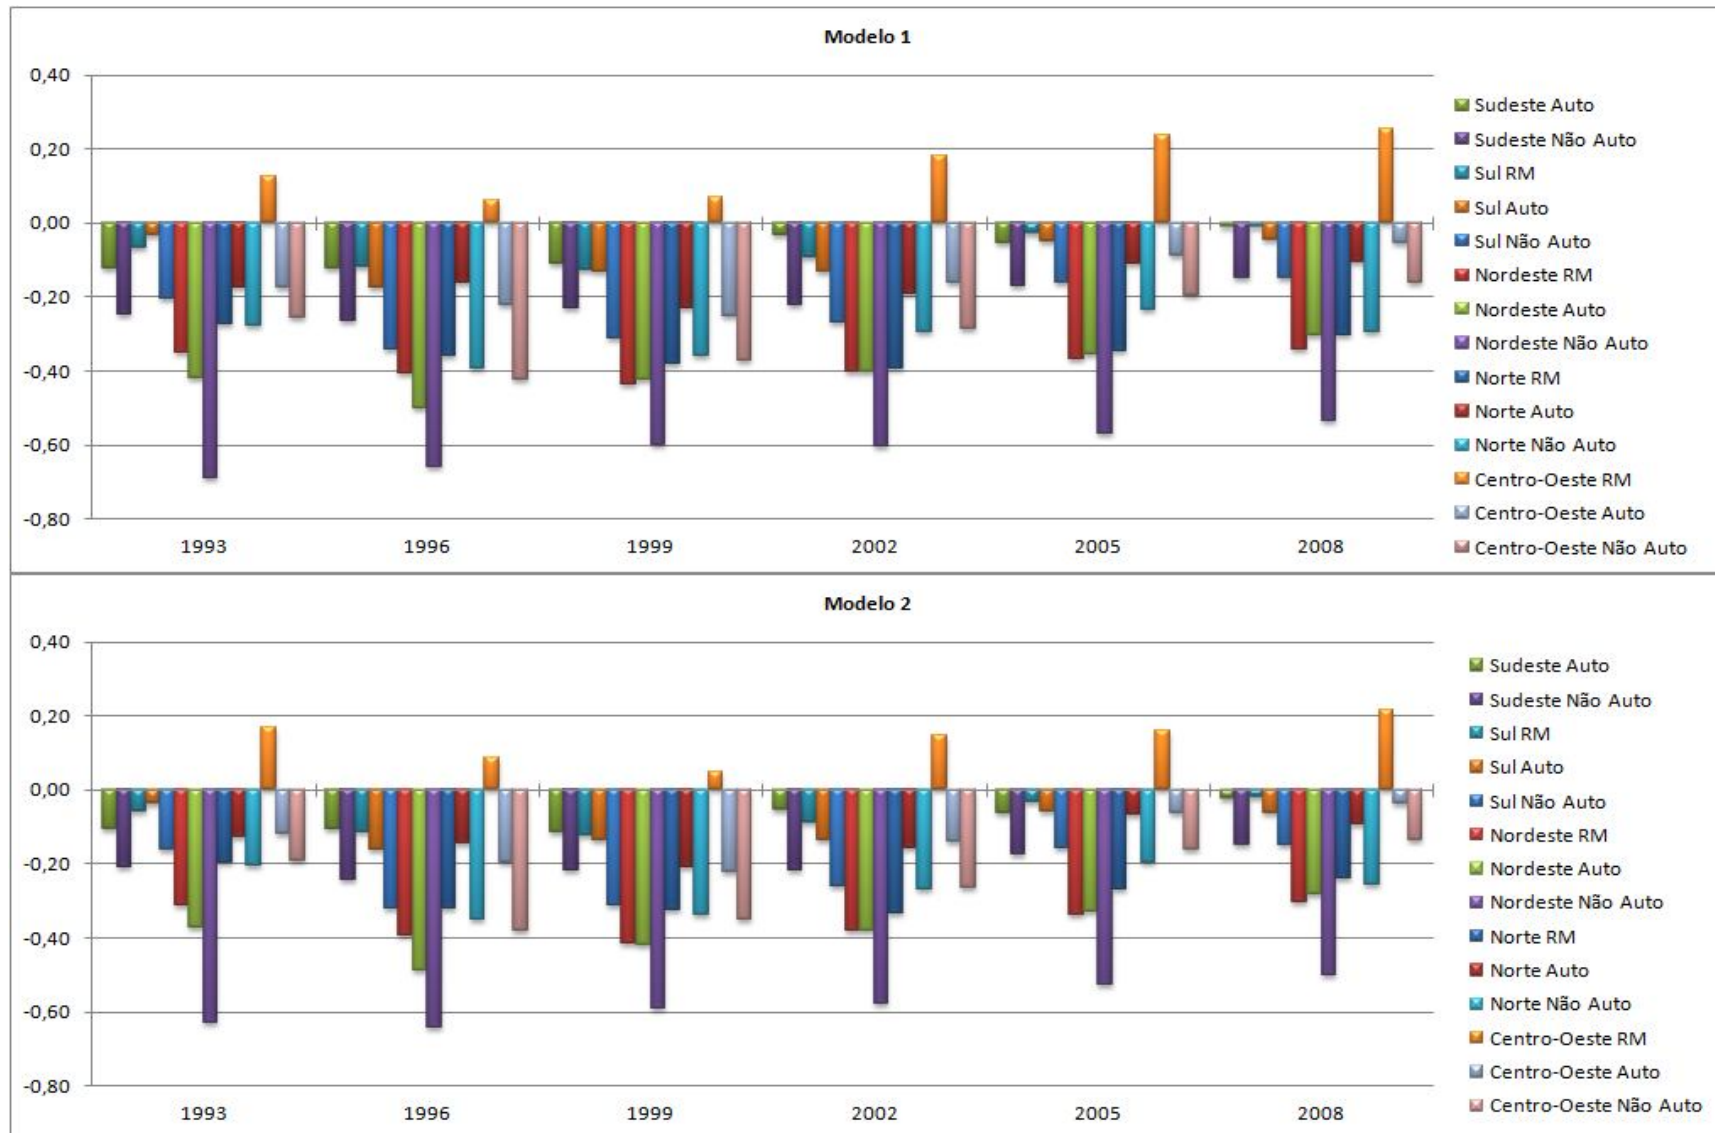 Modelo 1
0,40
0,20
0,00
-0,20
-0,40
-0,60
-0,80
1993
1996
1999
2002
2005
2008
Sudeste Auto
Sudeste Não Auto
Sul RM
Sul Auto
Sul Não Auto
Nordeste RM
Nordeste Auto
Nordeste Não Auto
Norte RM
Norte Auto
Norte Não Auto
Centro-Oeste RM
Centro-Oeste Auto
Centro-Oeste Não Auto
Modelo 2
0,40
0,20
0,00
-0,20
-0,40
-0,60
-0,80
1993
1996
1999
2002
2005
2008
Sudeste Auto
Sudeste Não Auto
Sul RM
Sul Auto
Sul Não Auto
Nordeste RM
Nordeste Auto
Nordeste Não Auto
Norte RM
Norte Auto
Norte Não Auto
Centro-Oeste RM
Centro-Oeste Auto
Centro-Oeste Não Auto